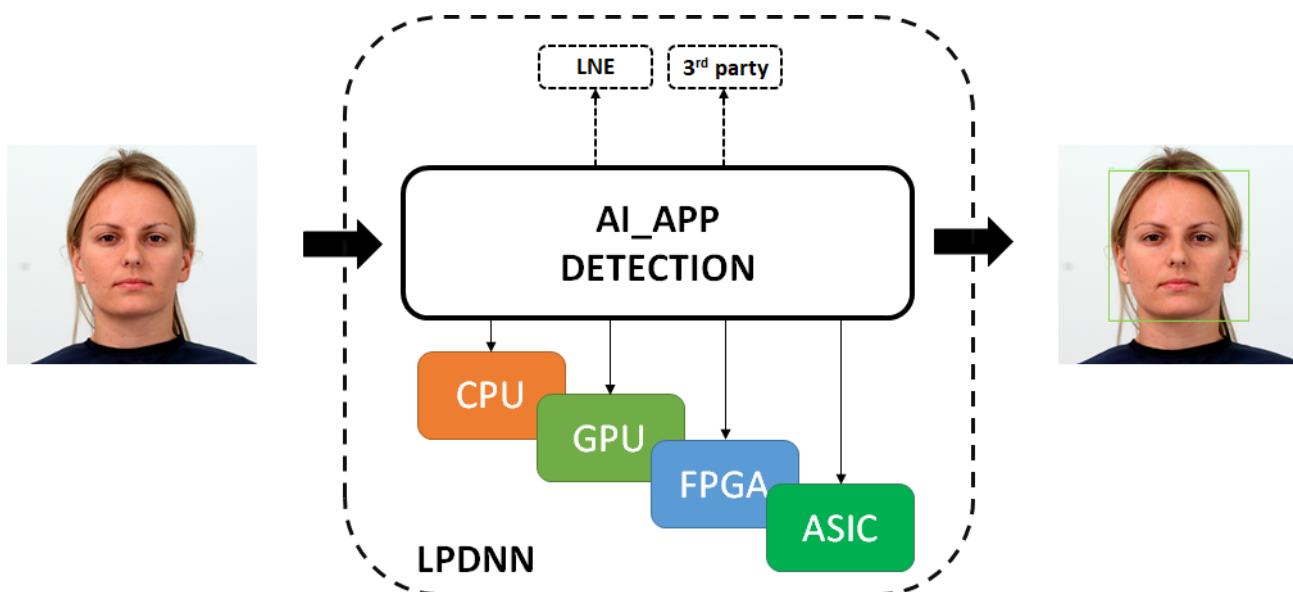 LNE
3rd party
AI_APP
DETECTION
CPU
GPU
FPGA
ASIC
LPDNN